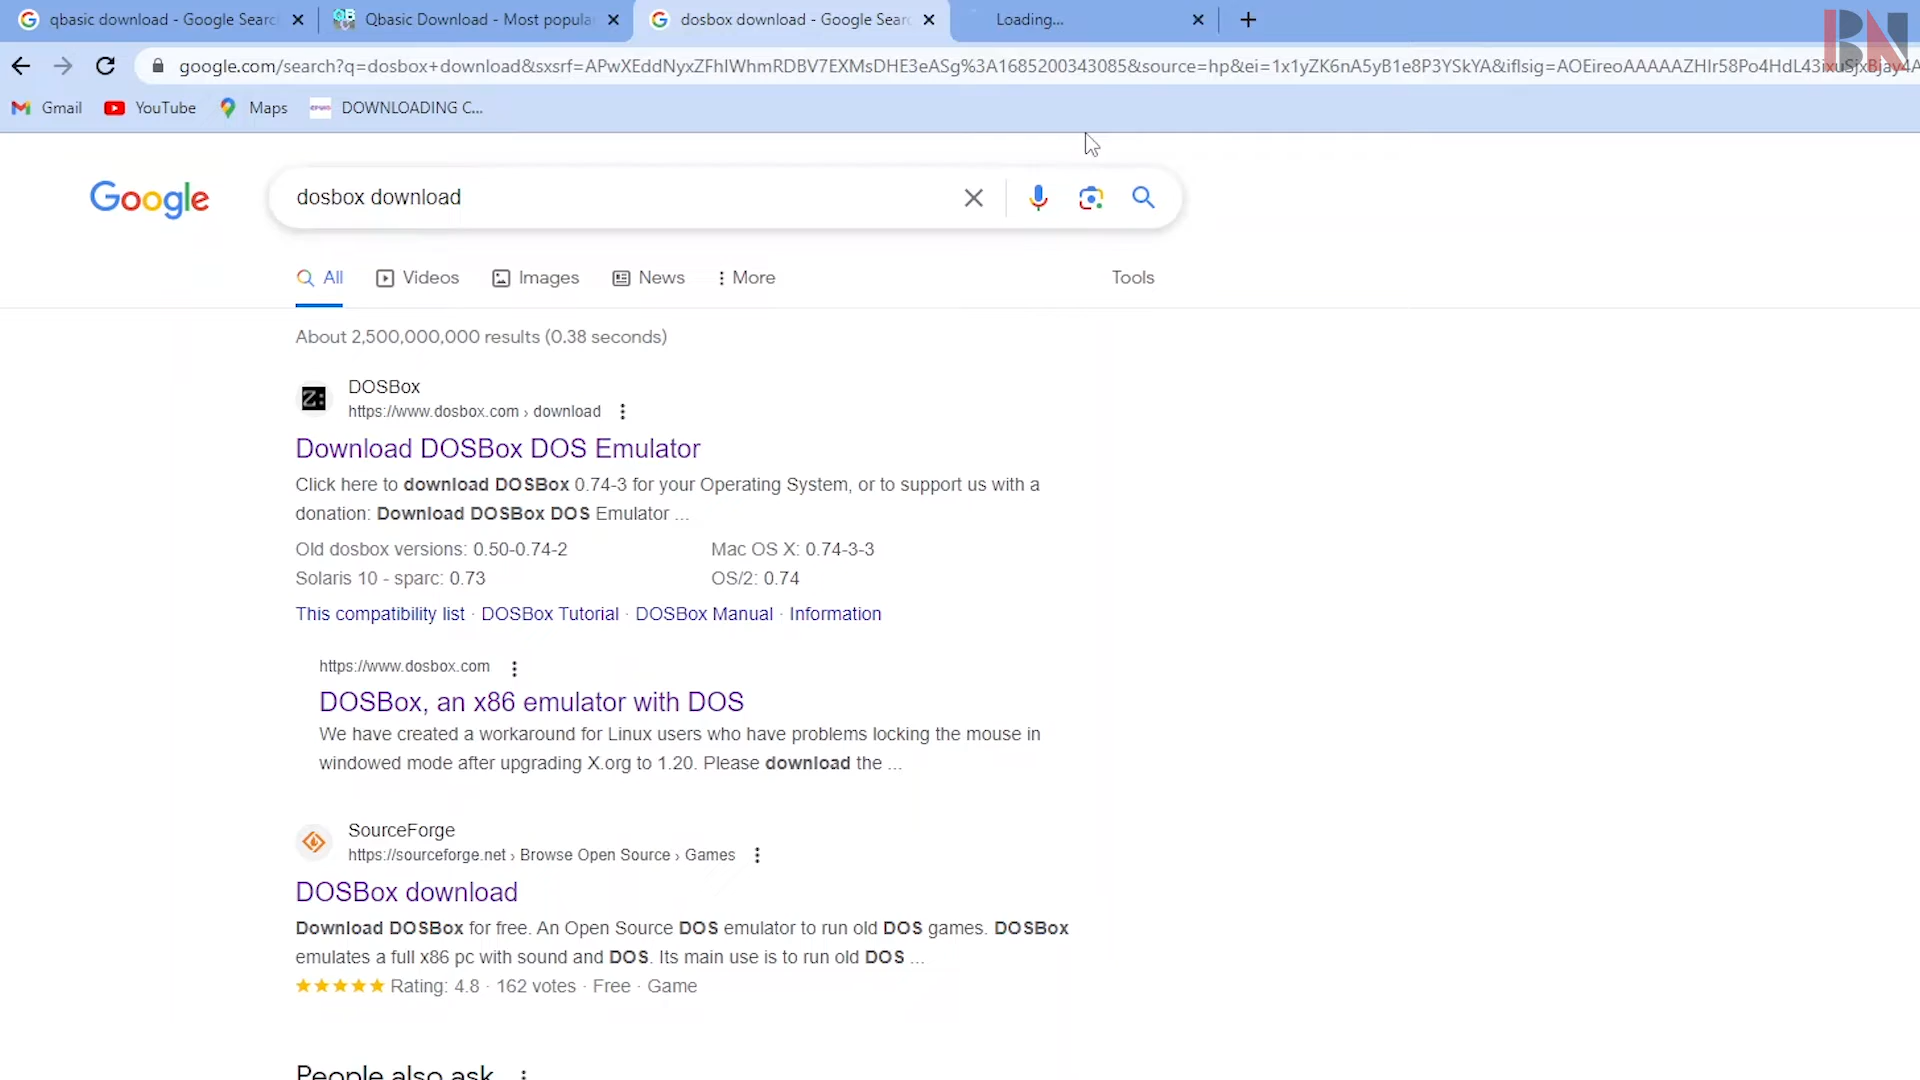 qbasic download - Google Searc
Qbasic Download - Most popula
dosbox download - Google Searc
Loading...
BN
google.com/search?q=dosbox+download&sxsrf=APwXEddNyxZFhIWhmRDBV7EXMsDHE3eASg%3A1685200343085&source=hp&ei=1x1yZK6nA5yB1e8P3YSkYA&iflsig=AOEireoAAAAAZHIr58Po4HdL43ixuSjxBjay4A
Gmail
YouTube
Maps
DOWNLOADING C...
Google
dosbox download
All
Videos
Images
News
More
Tools
About 2,500,000,000 results (0.38 seconds)
Z:
DOSBox
https://www.dosbox.com › download
Download DOSBox DOS Emulator
Click here to download DOSBox 0.74-3 for your Operating System, or to support us with a
donation: Download DOSBox DOS Emulator ...
Old dosbox versions: 0.50-0.74-2
Mac OS X: 0.74-3-3
Solaris 10 - sparc: 0.73
OS/2: 0.74
This compatibility list · DOSBox Tutorial · DOSBox Manual · Information
https://www.dosbox.com
DOSBox, an x86 emulator with DOS
We have created a workaround for Linux users who have problems locking the mouse in
windowed mode after upgrading X.org to 1.20. Please download the ...
SourceForge
https://sourceforge.net › Browse Open Source › Games
DOSBox download
Download DOSBox for free. An Open Source DOS emulator to run old DOS games. DOSBox
emulates a full x86 pc with sound and DOS. Its main use is to run old DOS ...
Rating: 4.8 · 162 votes · Free · Game
People also ask